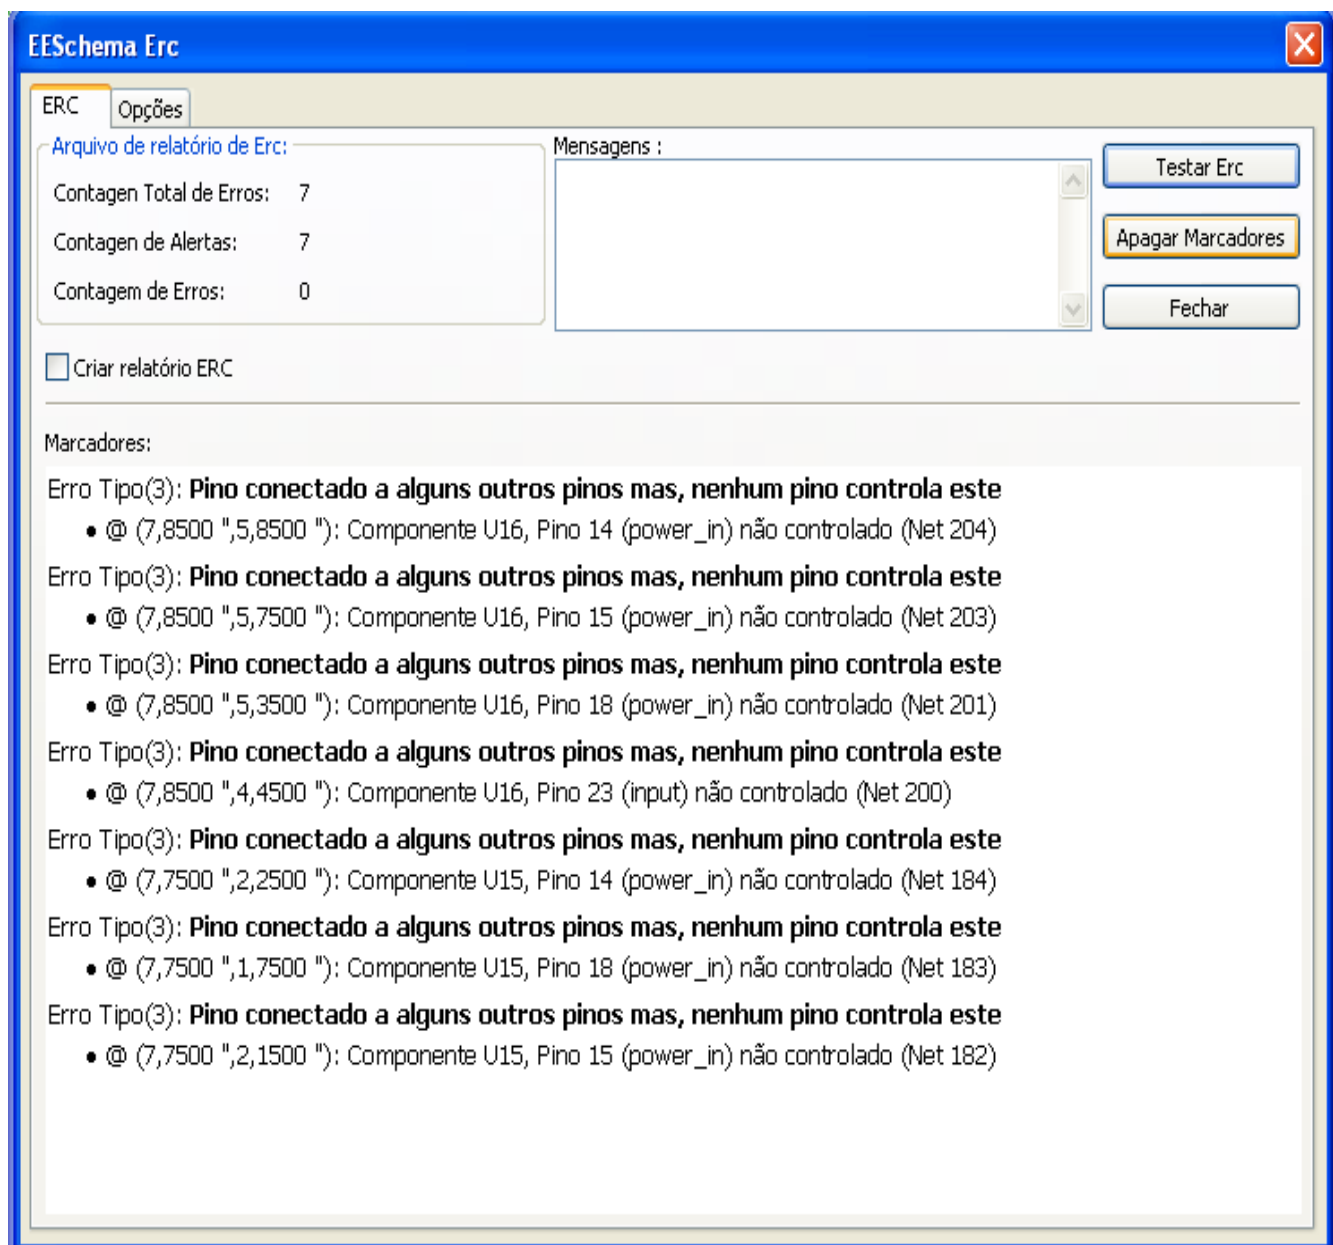 EESchema Erc
ERC
Opções
Arquivo de relatório de Erc:
Contagen Total de Erros: 7
Contagen de Alertas: 7
Contagem de Erros: 0
Mensagens :
Testar Erc
Apagar Marcadores
Fechar
Criar relatório ERC
Marcadores:
Erro Tipo(3): Pino conectado a alguns outros pinos mas, nenhum pino controla este
• @ (7,8500 ",5,8500 "): Componente U16, Pino 14 (power_in) não controlado (Net 204)
Erro Tipo(3): Pino conectado a alguns outros pinos mas, nenhum pino controla este
• @ (7,8500 ",5,7500 "): Componente U16, Pino 15 (power_in) não controlado (Net 203)
Erro Tipo(3): Pino conectado a alguns outros pinos mas, nenhum pino controla este
• @ (7,8500 ",5,3500 "): Componente U16, Pino 18 (power_in) não controlado (Net 201)
Erro Tipo(3): Pino conectado a alguns outros pinos mas, nenhum pino controla este
• @ (7,8500 ",4,4500 "): Componente U16, Pino 23 (input) não controlado (Net 200)
Erro Tipo(3): Pino conectado a alguns outros pinos mas, nenhum pino controla este
• @ (7,7500 ",2,2500 "): Componente U15, Pino 14 (power_in) não controlado (Net 184)
Erro Tipo(3): Pino conectado a alguns outros pinos mas, nenhum pino controla este
• @ (7,7500 ",1,7500 "): Componente U15, Pino 18 (power_in) não controlado (Net 183)
Erro Tipo(3): Pino conectado a alguns outros pinos mas, nenhum pino controla este
• @ (7,7500 ",2,1500 "): Componente U15, Pino 15 (power_in) não controlado (Net 182)